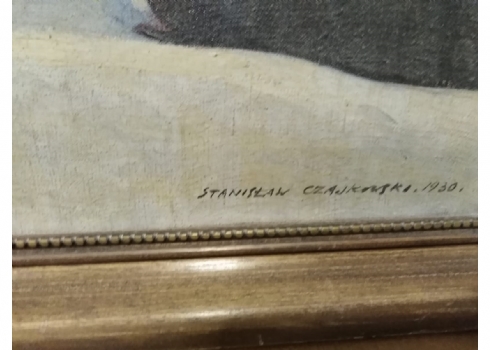 STANISŁAW CZAJKOWSKI. 1930.